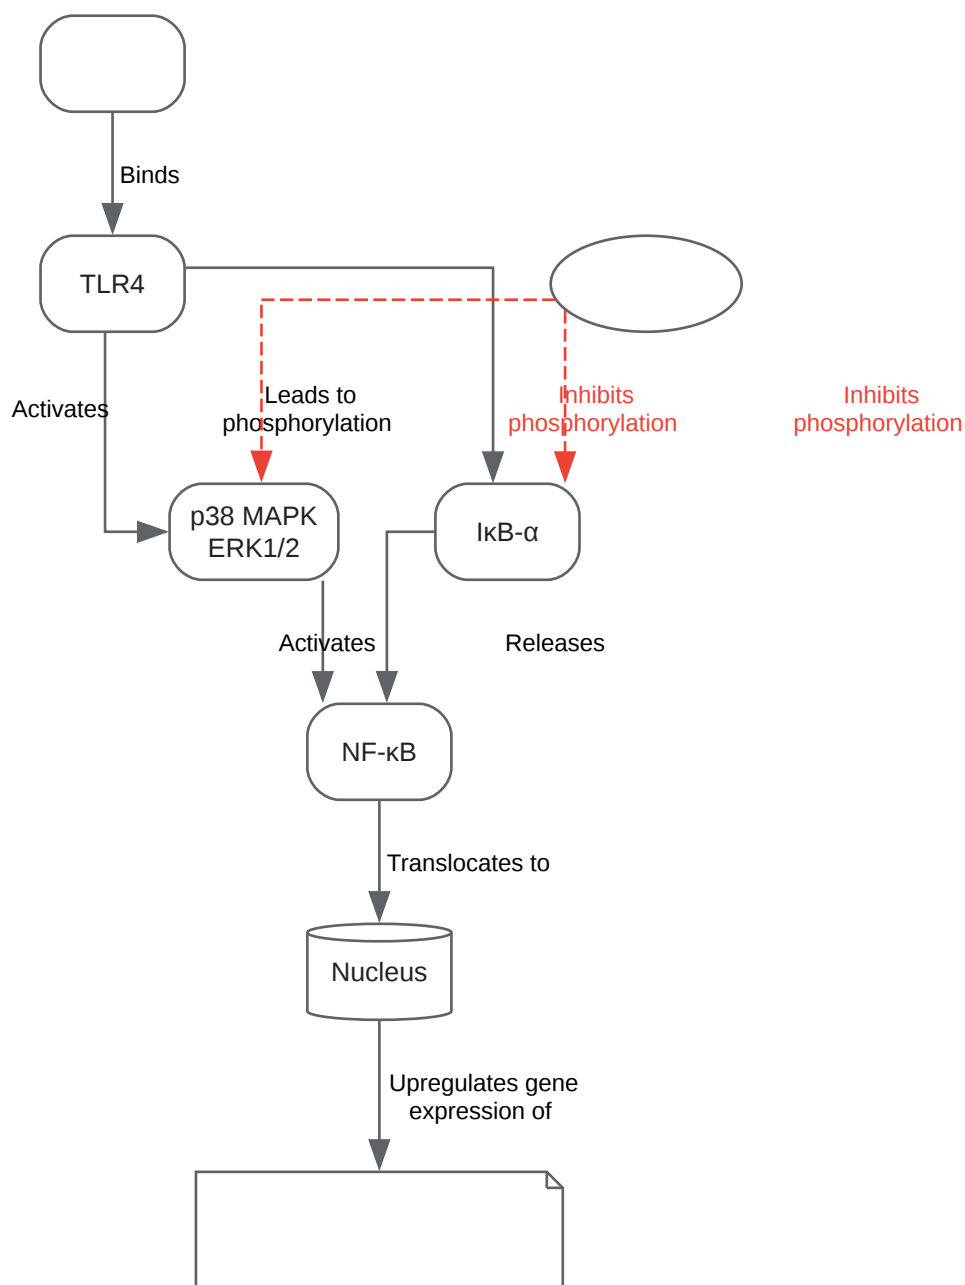 Binds
TLR4
Activates
Leads to
phosphorylation
Inhibits
phosphorylation
Inhibits
phosphorylation
p38 MAPK
ERK1/2
IκB-α
Activates
Releases
NF-κB
Translocates to
Nucleus
Upregulates gene
expression of